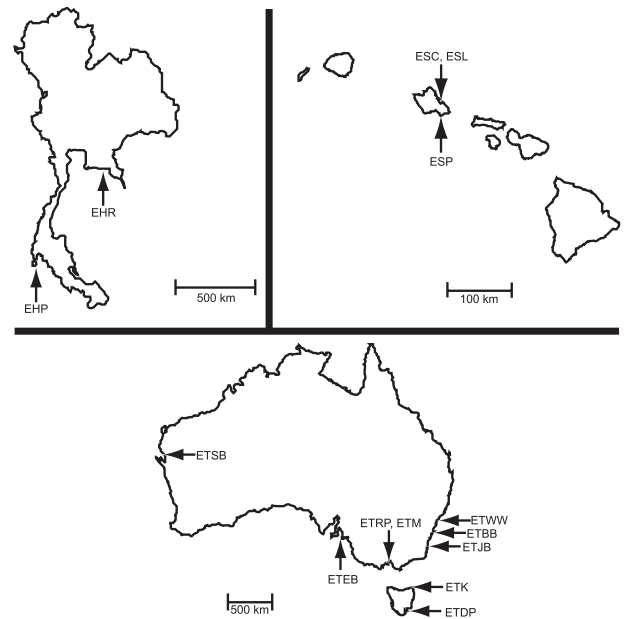 EHR
500 km
EHP
ESC, ESL
ESP
100 km
ETSB
ETRP, ETM
ETWW
ETBB
ETJB
ETEB
ETK
500 km
ETDP